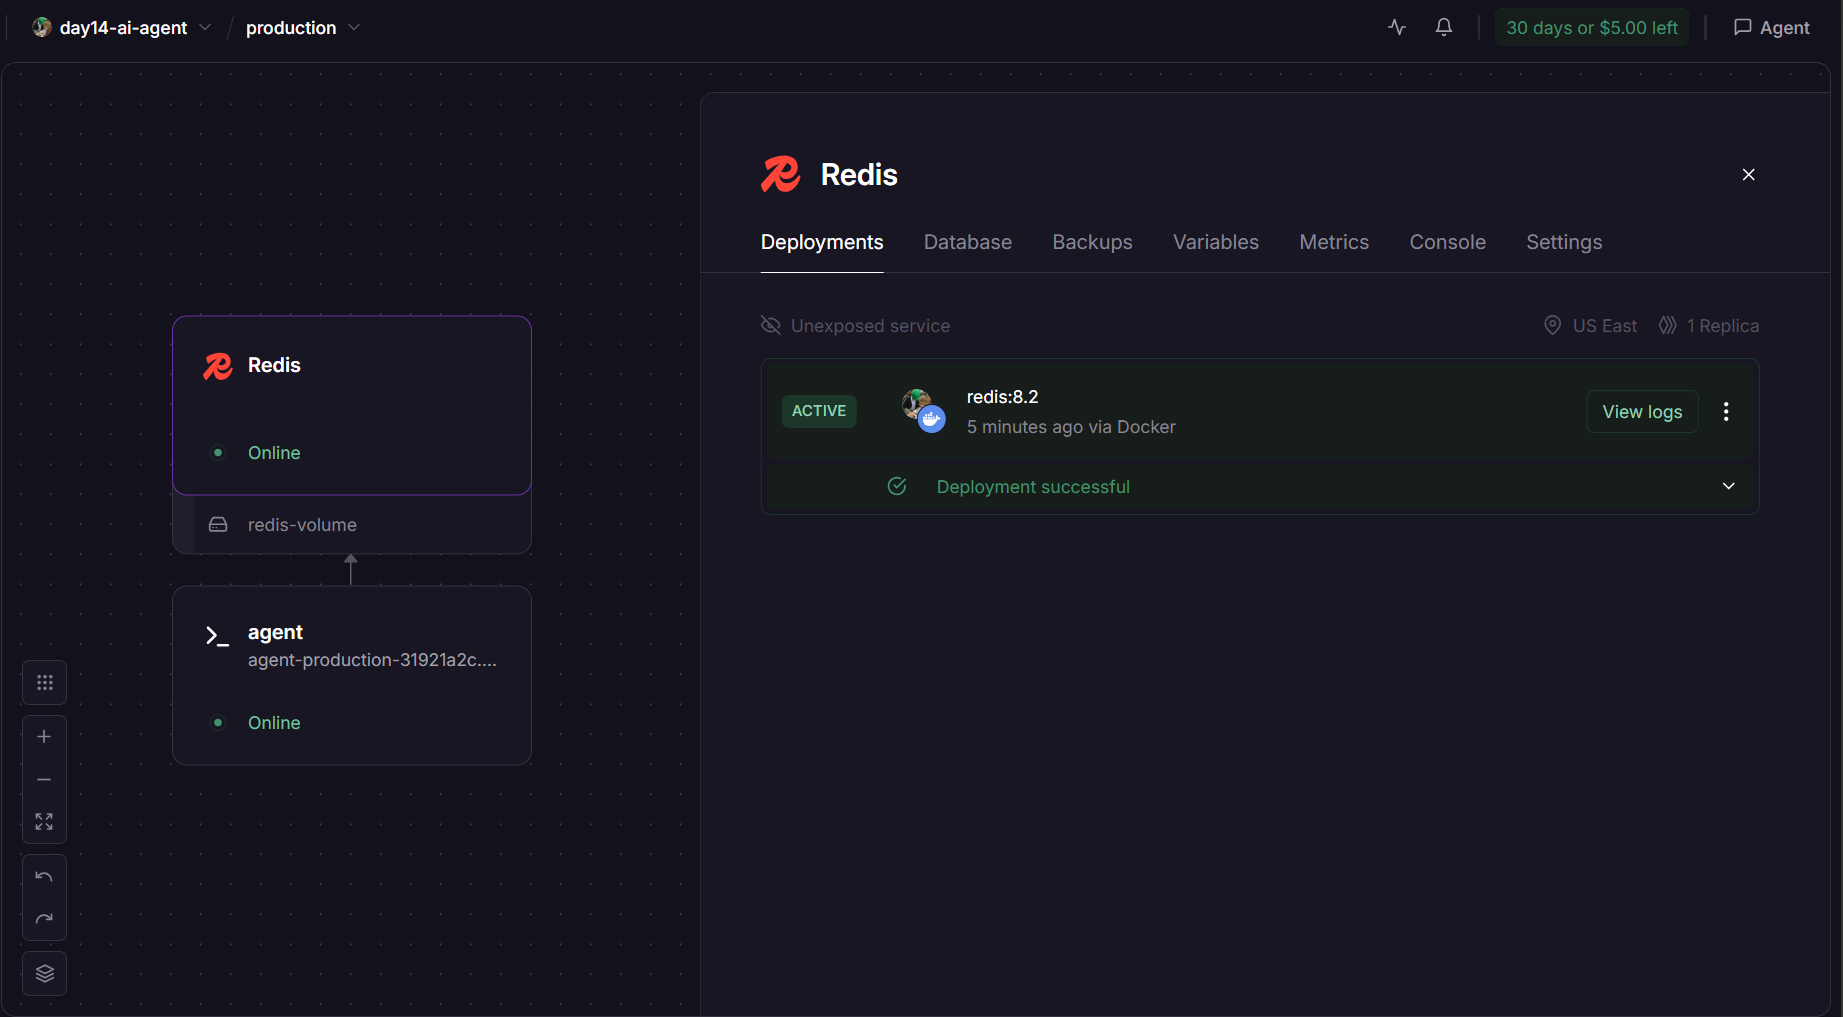 day14-ai-agent / production
30 days or $5.00 left
Agent
Redis
Deployments Database Backups Variables Metrics Console Settings
Unexposed service
US East 1 Replica
ACTIVE
redis:8.2
5 minutes ago via Docker
View logs
Deployment successful
Redis
Online
redis-volume
agent
agent-production-31921a2c....
Online